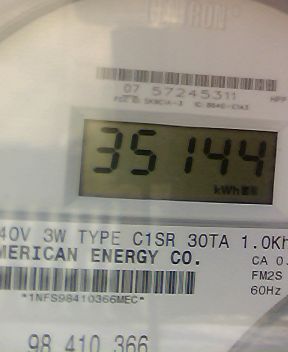 CENTRON
07 57245311
35144
kWh
40V 3W TYPE C1SR 30TA 1.0Kh
MERICAN ENERGY CO.
CA 0.
FM2S
60Hz
*1NFS98410366MEC*
98 410 366